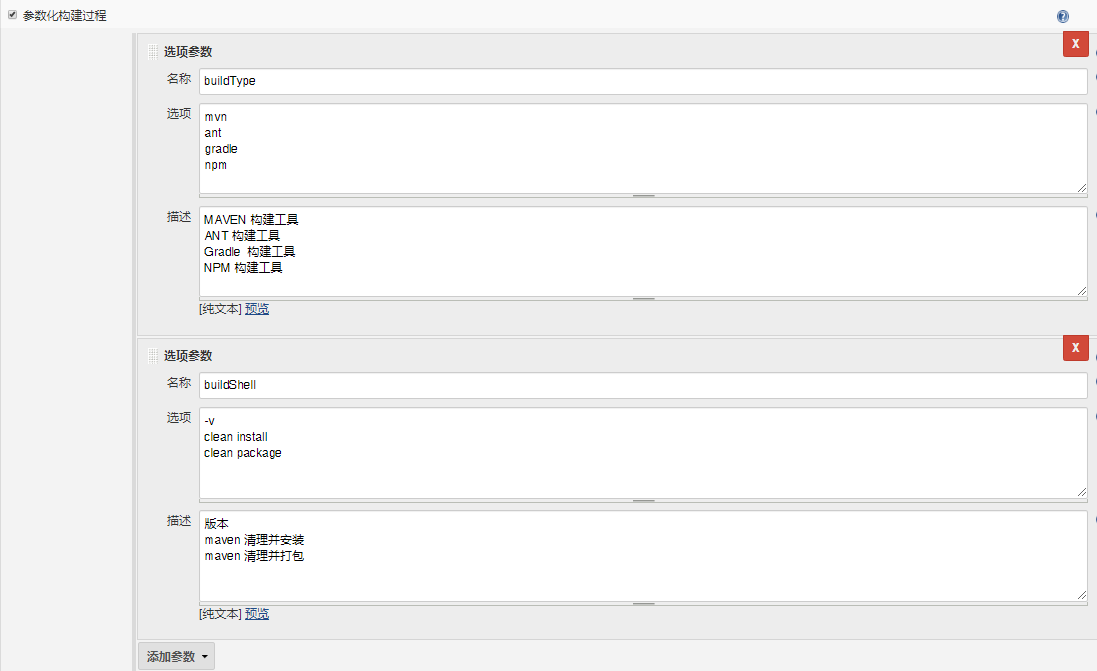 参数化构建过程
选项参数
X
名称
buildType
选项
mvn
ant
gradle
npm
描述
MAVEN 构建工具
ANT 构建工具
Gradle  构建工具
NPM 构建工具
[纯文本] 预览
选项参数
X
名称
buildShell
选项
-v
clean install
clean package
描述
版本
maven 清理并安装
maven 清理并打包
[纯文本] 预览
添加参数